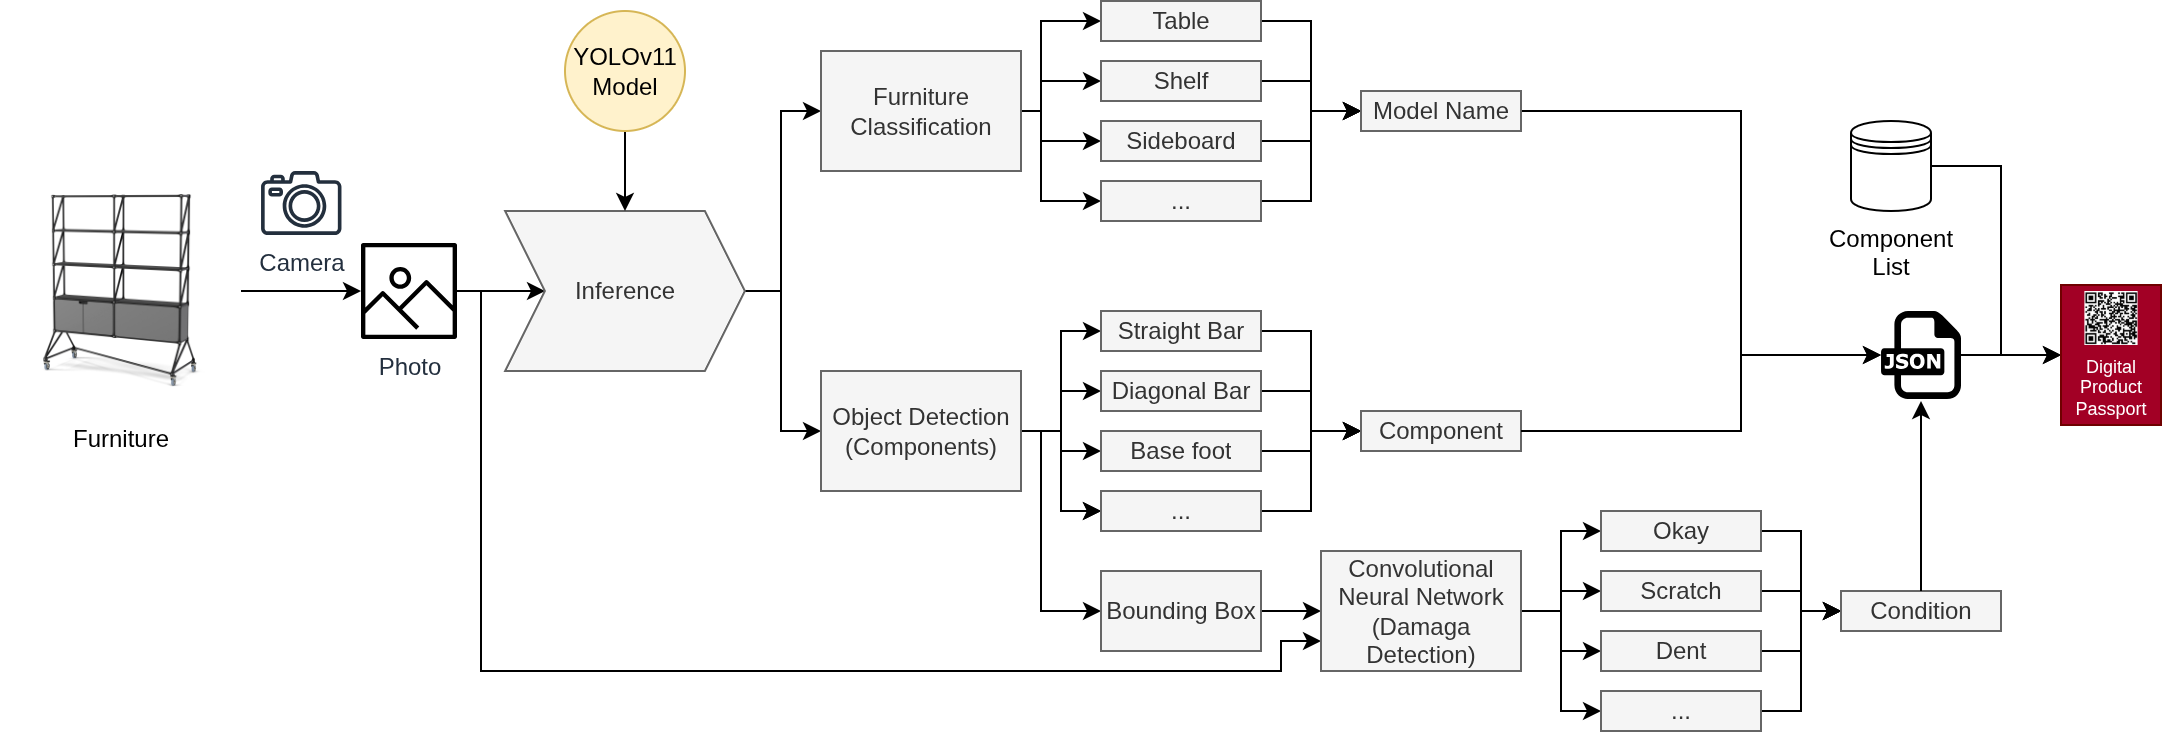 YOLOv11
Model
Table
Shelf
Sideboard
...
Furniture
Classification
Model Name
Camera
Photo
Inference
Furniture
Straight Bar
Diagonal Bar
Base foot
...
Object Detection
(Components)
Component
Bounding Box
Convolutional
Neural Network
(Damaga
Detection)
Okay
Scratch
Dent
...
Condition
Component
List
JSON
Digital
Product
Passport